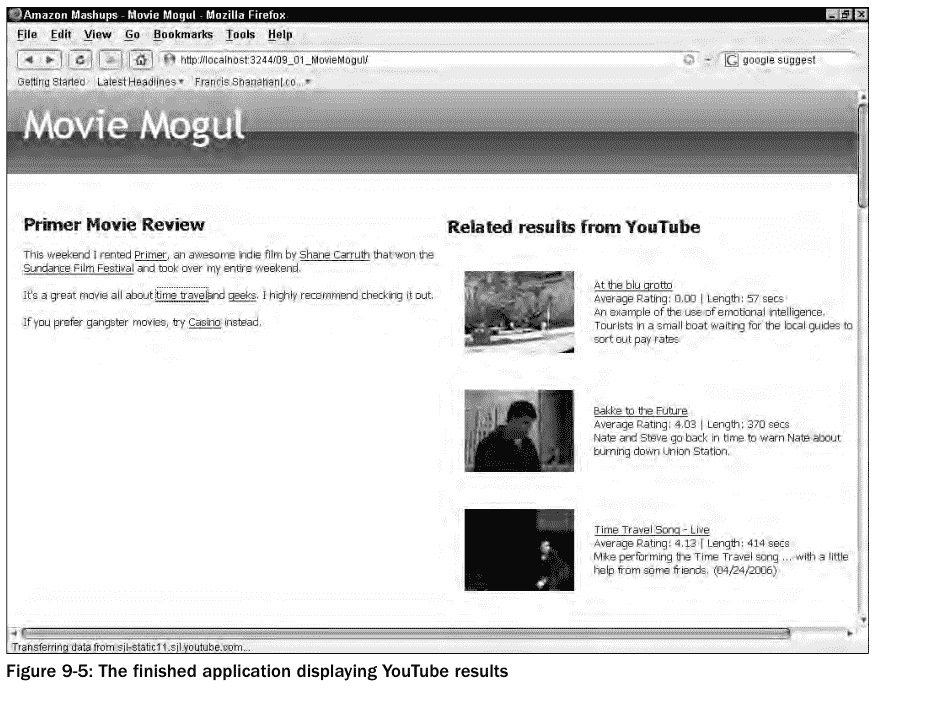 Amazon Mashups - Movie Mogul - Mozilla Firefox
File Edit View Go Bookmarks Tools Help
http://localhost:3244/09_01_MovieMogul/
G google suggest
Getting Started Latest Headlines Francis Shanahan[.co...
Movie Mogul
Primer Movie Review
This weekend I rented Primer, an awesome indie film by Shane Carruth that won the
Sundance Film Festival and took over my entire weekend.
It's a great movie all about time travel and geeks. I highly recommend checking it out.
If you prefer gangster movies, try Casino instead.
Related results from YouTube
At the blu grotto
Average Rating: 0.00 | Length: 57 secs
An example of the use of emotional intelligence.
Tourists in a small boat waiting for the local guides to
sort out pay rates
Bakke to the Future
Average Rating: 4.03 | Length: 370 secs
Nate and Steve go back in time to warn Nate about
burning down Union Station.
Time Travel Song - Live
Average Rating: 4.13 | Length: 414 secs
Mike performing the Time Travel song ... with a little
help from some friends. (04/24/2006)
Transferring data from sjl-static11.sjl.youtube.com...
Figure 9-5: The finished application displaying YouTube results